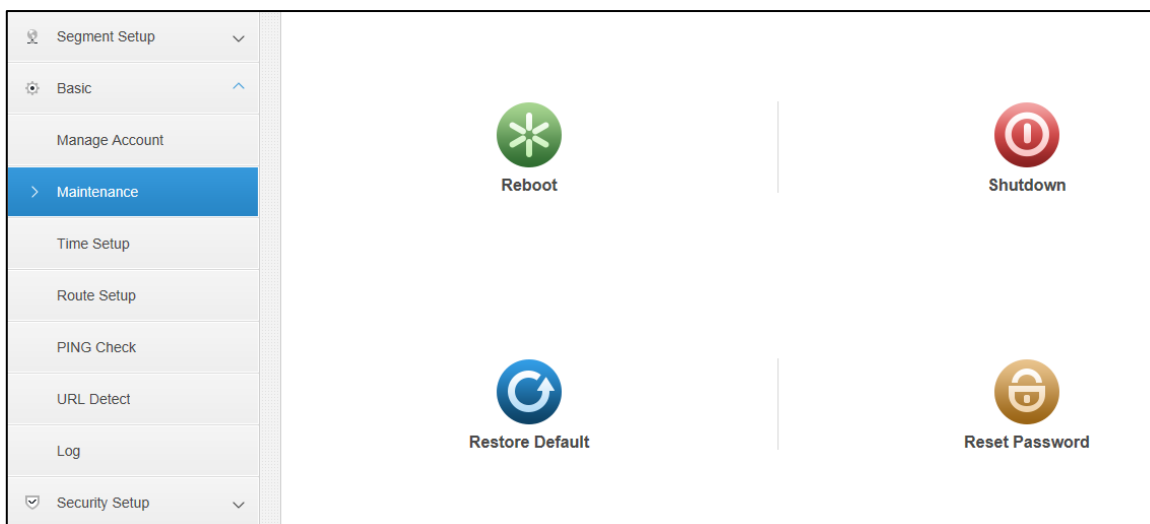 Segment Setup
Basic
Manage Account
Maintenance
Time Setup
Route Setup
PING Check
URL Detect
Log
Security Setup
Reboot
Shutdown
Restore Default
Reset Password